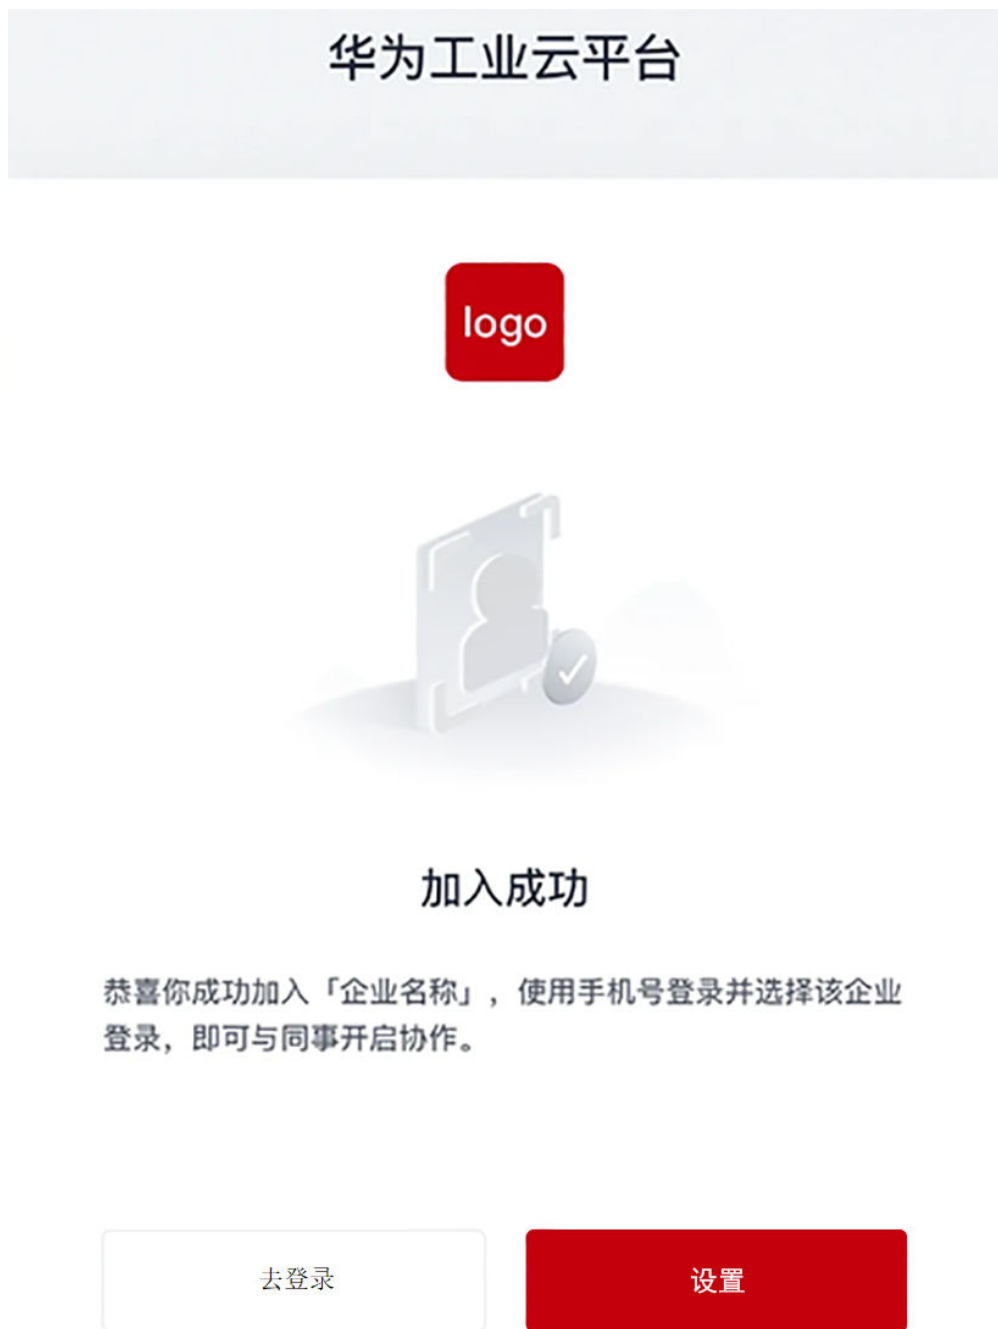 华为工业云平台
logo
加入成功
恭喜你成功加入「企业名称」，使用手机号登录并选择该企业
登录，即可与同事开启协作。
去登录
设置